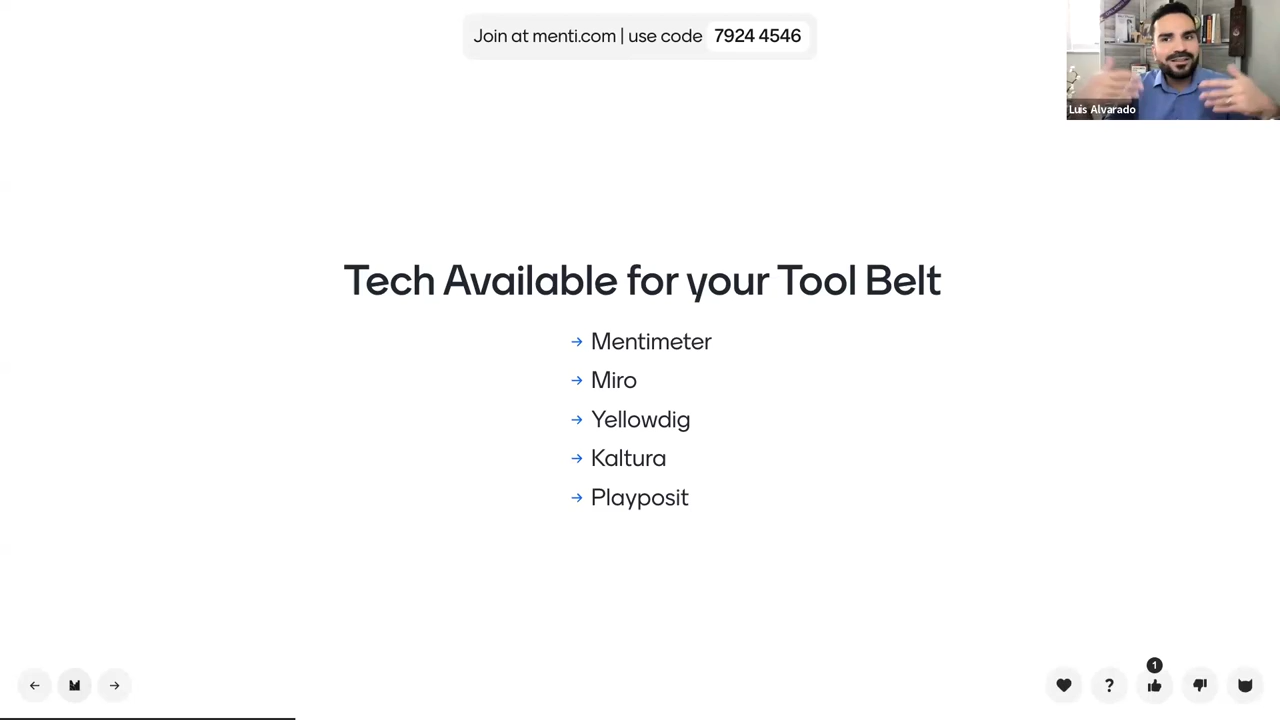 Join at menti.com | use code 7924 4546
Luis Alvarado
Tech Available for your Tool Belt
→ Mentimeter
→ Miro
→ Yellowdig
→ Kaltura
→ Playposit
1
?